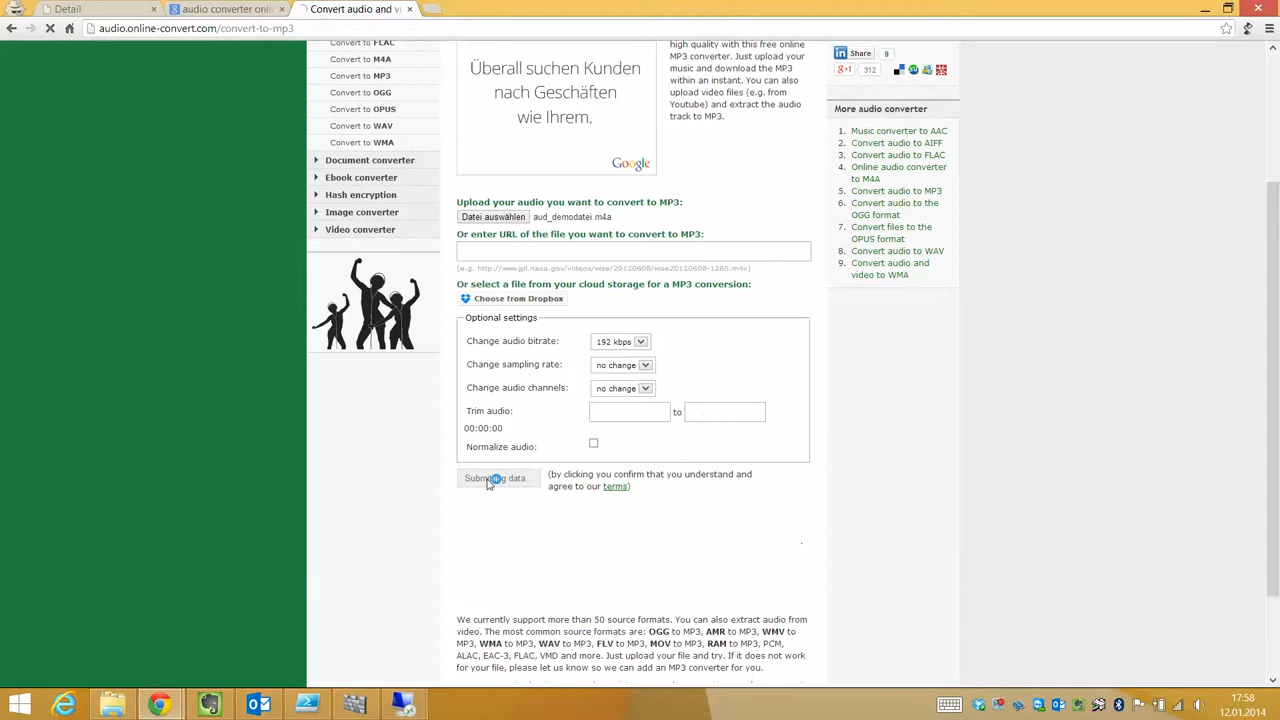 Detail
audio converter onli
Convert audio and vi
audio.online-convert.com/convert-to-mp3
Convert to FLAC
Convert to M4A
Convert to MP3
Convert to OGG
Convert to OPUS
Convert to WAV
Convert to WMA
Document converter
Ebook converter
Hash encryption
Image converter
Video converter
Überall suchen Kunden
nach Geschäften
wie Ihrem.
Google
high quality with this free online
MP3 converter. Just upload your
music and download the MP3
within an instant. You can also
upload video files (e.g. from
Youtube) and extract the audio
track to MP3.
Upload your audio you want to convert to MP3:
Datei auswählen aud_demodatei.m4a
Or enter URL of the file you want to convert to MP3:
(e.g. http://www.jpl.nasa.gov/videos/wise/20120608/wise20120608-1280.m4v)
Or select a file from your cloud storage for a MP3 conversion:
Choose from Dropbox
Optional settings
Change audio bitrate: 192 kbps
Change sampling rate: no change
Change audio channels: no change
Trim audio: to
00:00:00
Normalize audio:
Submitting data... (by clicking you confirm that you understand and
agree to our terms)
We currently support more than 50 source formats. You can also extract audio from
video. The most common source formats are: OGG to MP3, AMR to MP3, WMV to
MP3, WMA to MP3, WAV to MP3, FLV to MP3, MOV to MP3, RAM to MP3, PCM,
ALAC, EAC-3, FLAC, VMD and more. Just upload your file and try. If it does not work
for your file, please let us know so we can add an MP3 converter for you.
Share 9
+1 312
More audio converter
1. Music converter to AAC
2. Convert audio to AIFF
3. Convert audio to FLAC
4. Online audio converter
to M4A
5. Convert audio to MP3
6. Convert audio to the
OGG format
7. Convert files to the
OPUS format
8. Convert audio to WAV
9. Convert audio and
video to WMA
17:58
12.01.2014